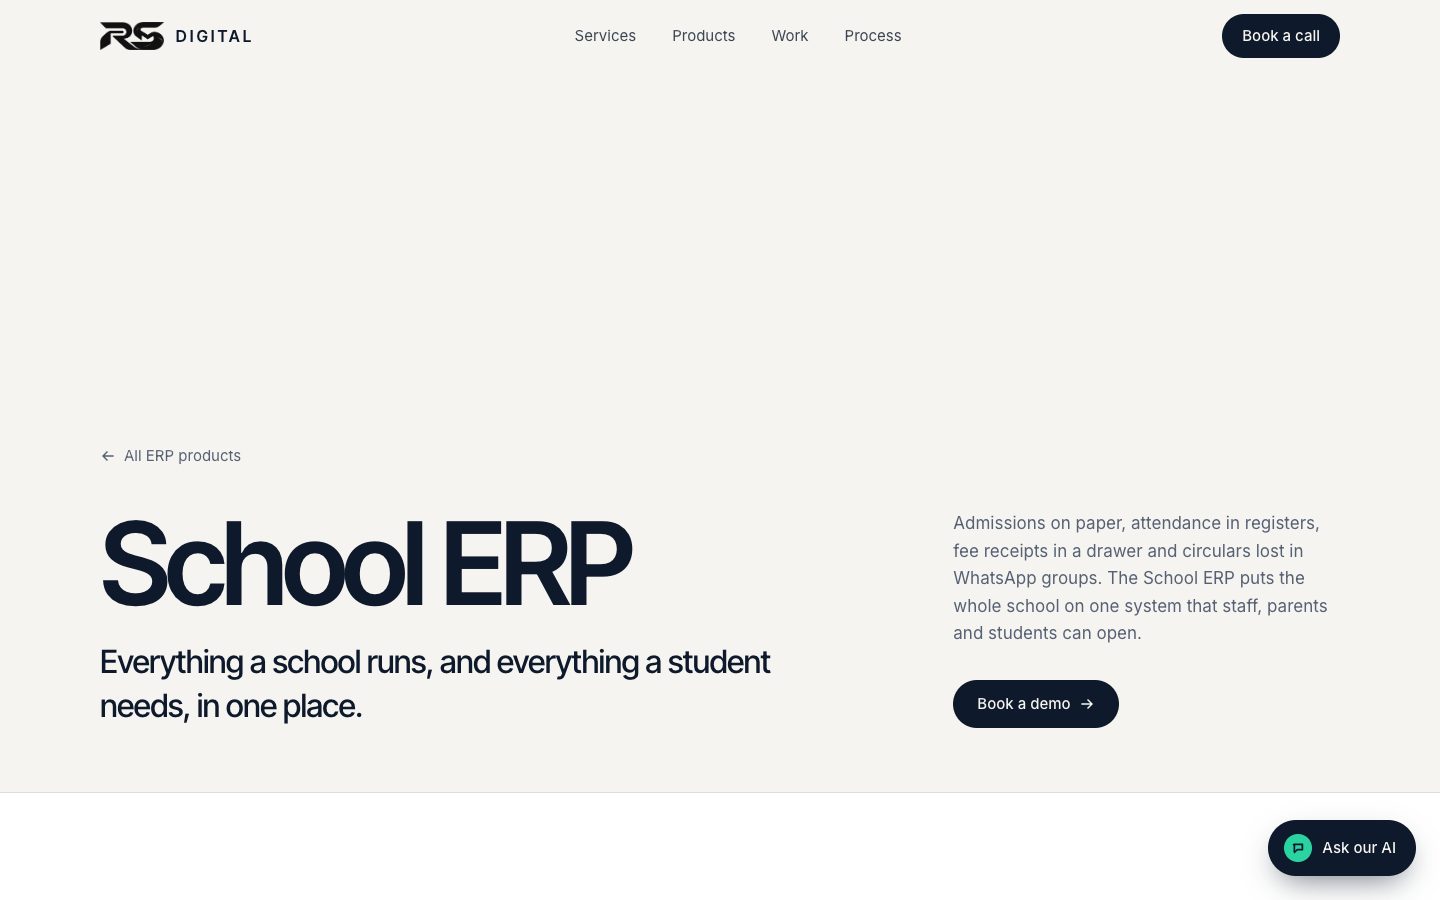 RS DIGITAL
Services
Products
Work
Process
Book a call
All ERP products
School ERP
Everything a school runs, and everything a student
needs, in one place.
Admissions on paper, attendance in registers,
fee receipts in a drawer and circulars lost in
WhatsApp groups. The School ERP puts the
whole school on one system that staff, parents
and students can open.
Book a demo
Ask our AI